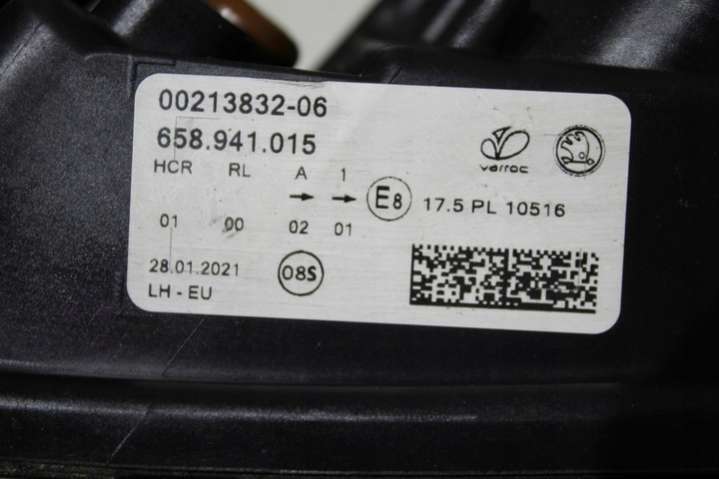 00213832-06
658.941.015
varroc
HCR RL A 1
→ → E8 17.5 PL 10516
01 00 02 01
28.01.2021 08S
LH-EU